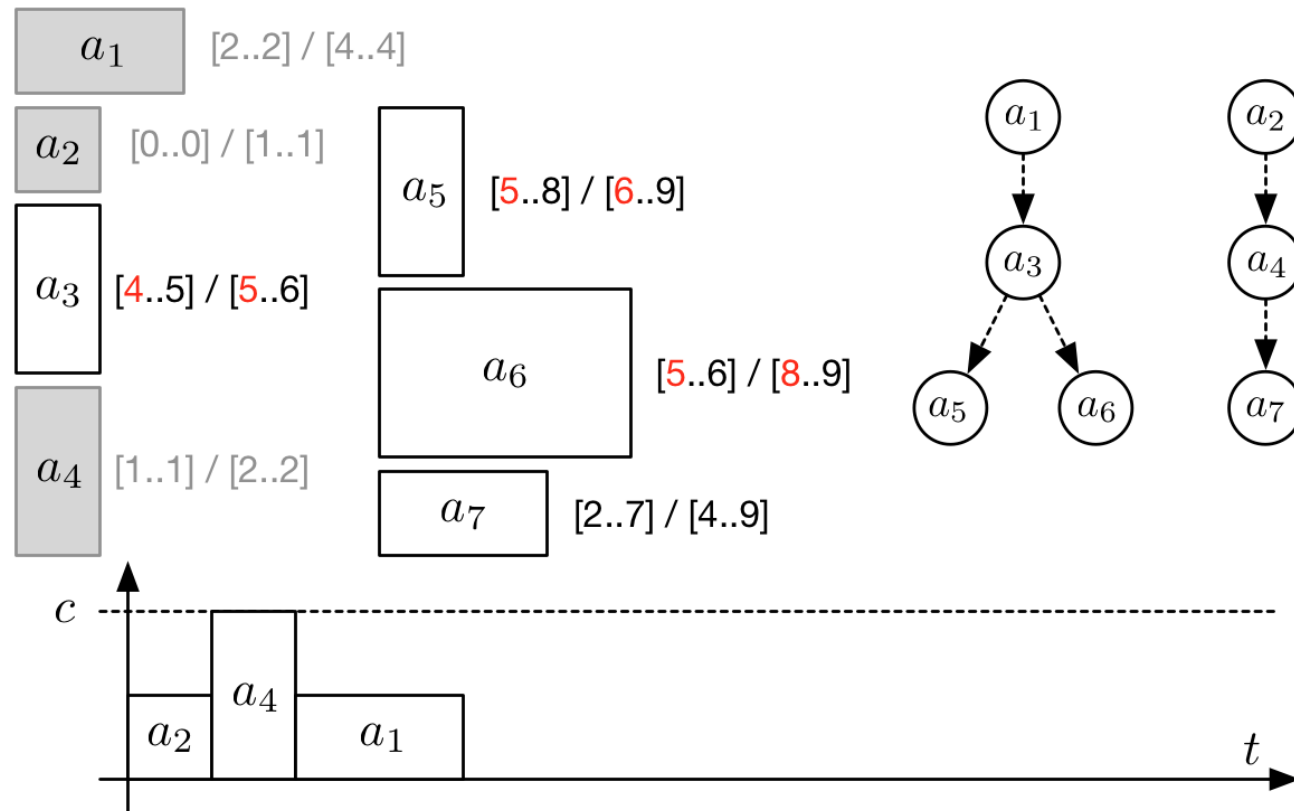 a1 [2..2] / [4..4]
a2 [0..0] / [1..1]
a3 [4..5] / [5..6]
a4 [1..1] / [2..2]
a5 [5..8] / [6..9]
a6 [5..6] / [8..9]
a7 [2..7] / [4..9]
a1 a2
a3 a4
a5 a6 a7
c
a2 a4 a1
t